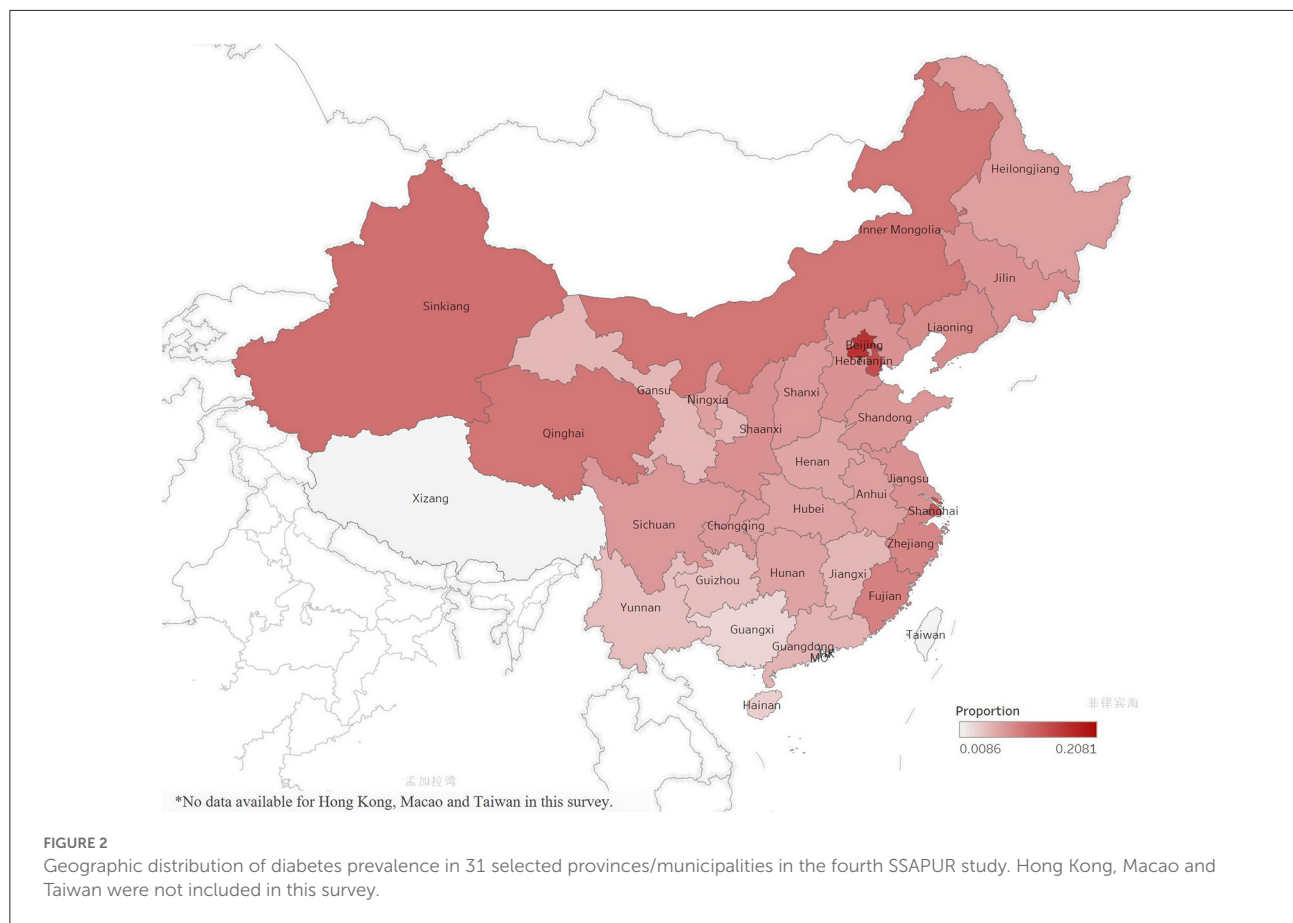 Heilongjiang
Inner Mongolia
Jilin
Sinkiang
Liaoning
Beijing
Hebei
Tianjin
Gansu
Ningxia
Shanxi
Shandong
Shaanxi
Qinghai
Henan
Jiangsu
Anhui
Xizang
Hubei
Shanghai
Sichuan
Chongqing
Zhejiang
Guizhou
Hunan
Jiangxi
Fujian
Yunnan
Guangxi
Taiwan
Guangdong
HK
MO
Hainan
菲律宾海
Proportion
0.0086 0.2081
孟加拉湾
*No data available for Hong Kong, Macao and Taiwan in this survey.
FIGURE 2
Geographic distribution of diabetes prevalence in 31 selected provinces/municipalities in the fourth SSAPUR study. Hong Kong, Macao and
Taiwan were not included in this survey.